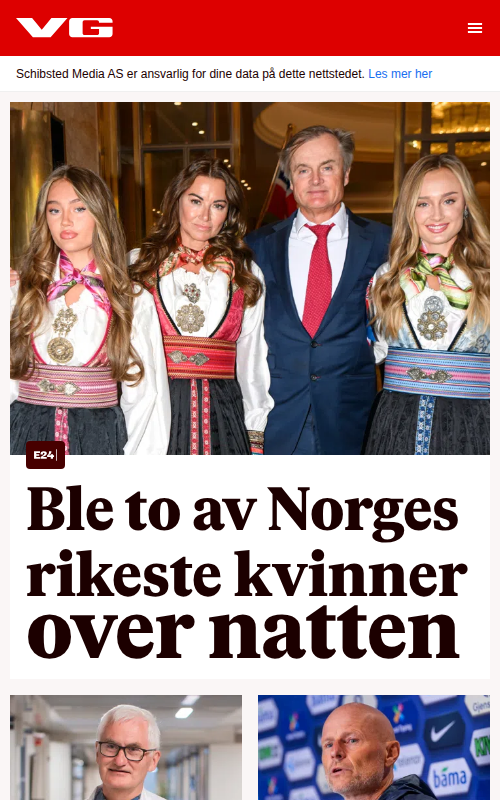 VG
Schibsted Media AS er ansvarlig for dine data på dette nettstedet. Les mer her
E24
Ble to av Norges
rikeste kvinner
over natten
bama